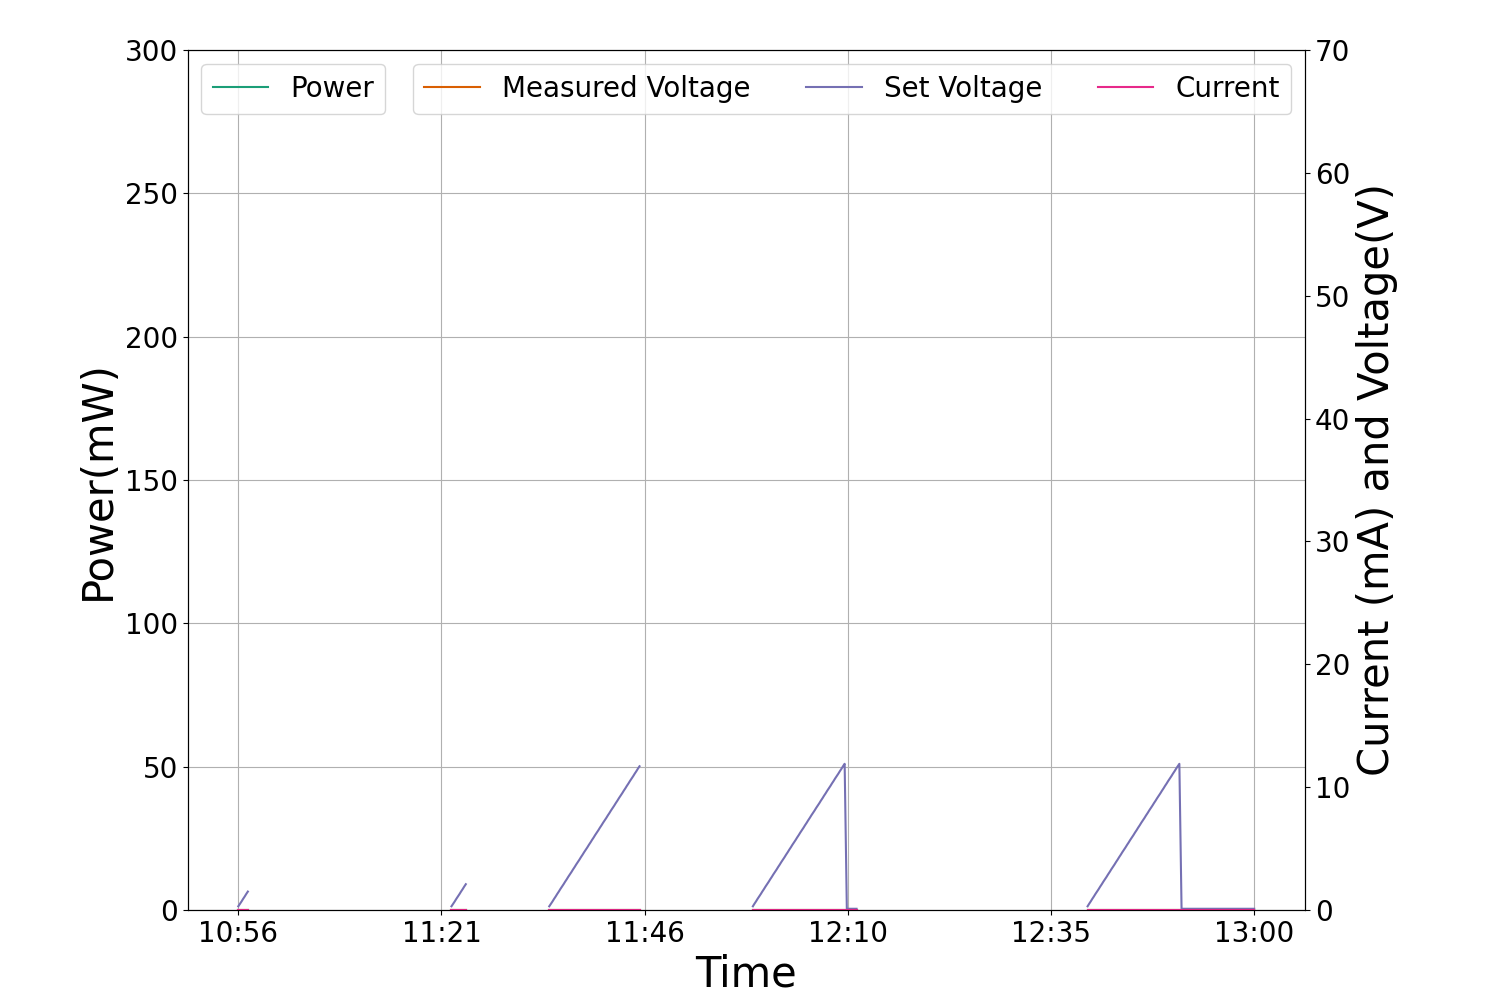 Power
Measured Voltage
Set Voltage
Current
300
250
200
150
100
50
0
Power(mW)
70
60
50
40
30
20
10
0
Current (mA) and Voltage(V)
10:56 11:21 11:46 12:10 12:35 13:00
Time